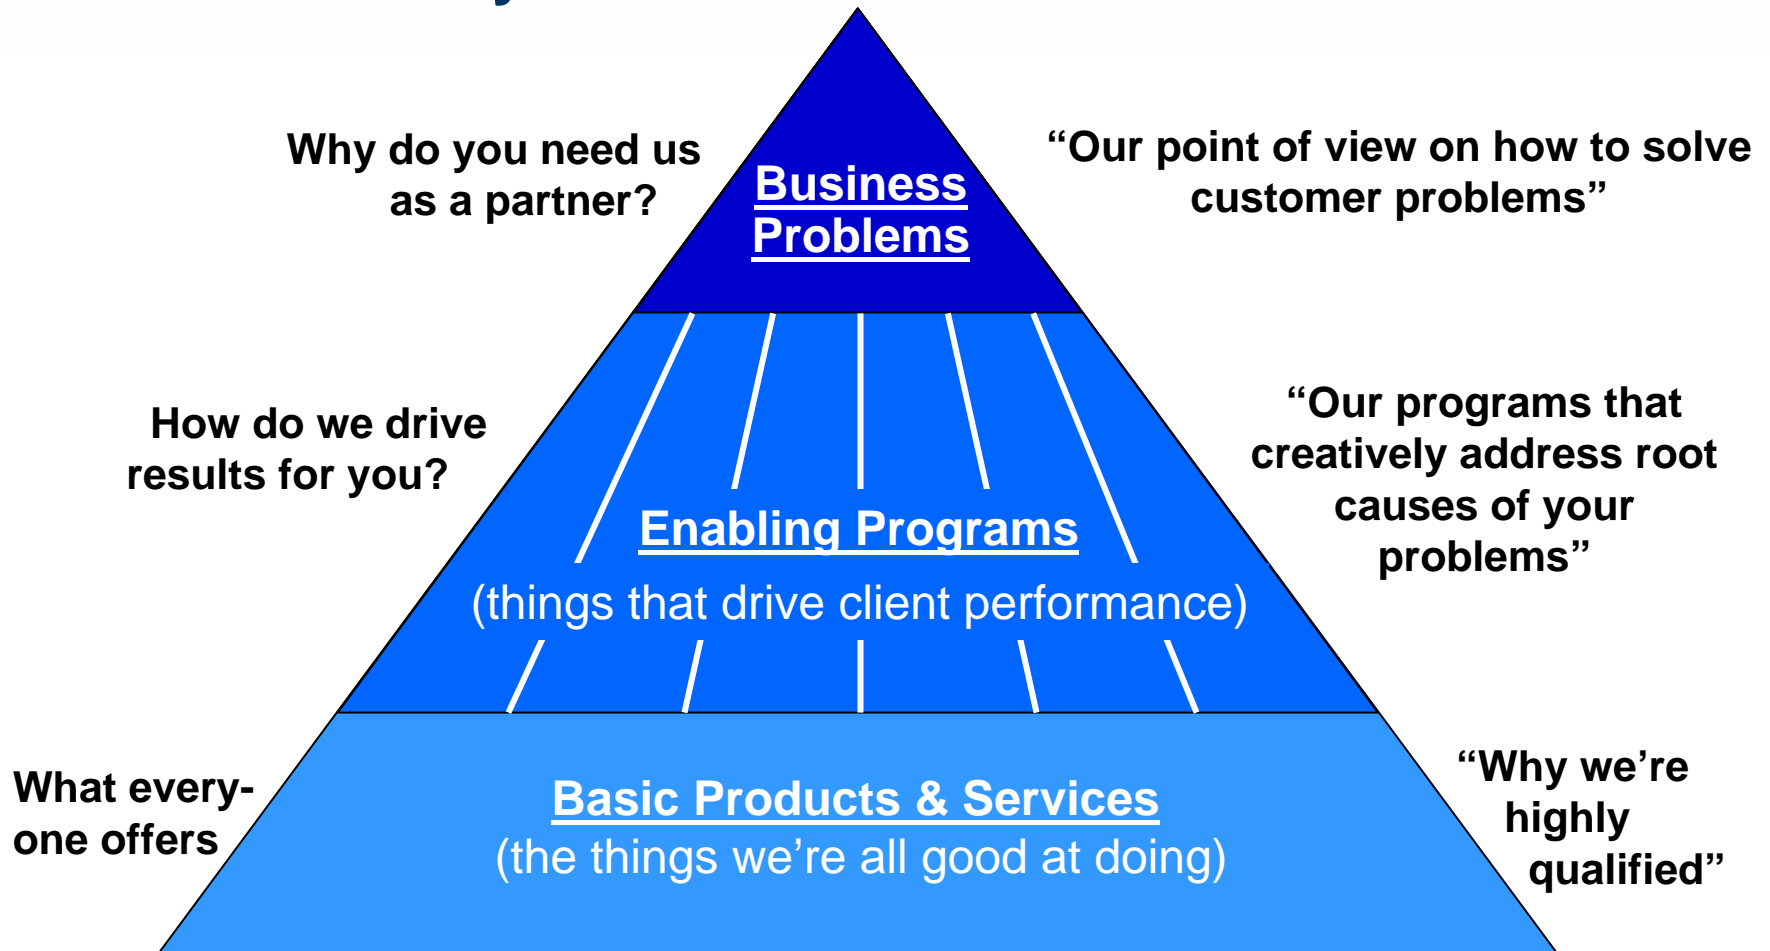 Why do you need us
as a partner?
Business
Problems
“Our point of view on how to solve
customer problems”
How do we drive
results for you?
“Our programs that
creatively address root
causes of your
problems”
Enabling Programs
(things that drive client performance)
What every-
one offers
Basic Products & Services
(the things we’re all good at doing)
“Why we’re
highly
qualified”